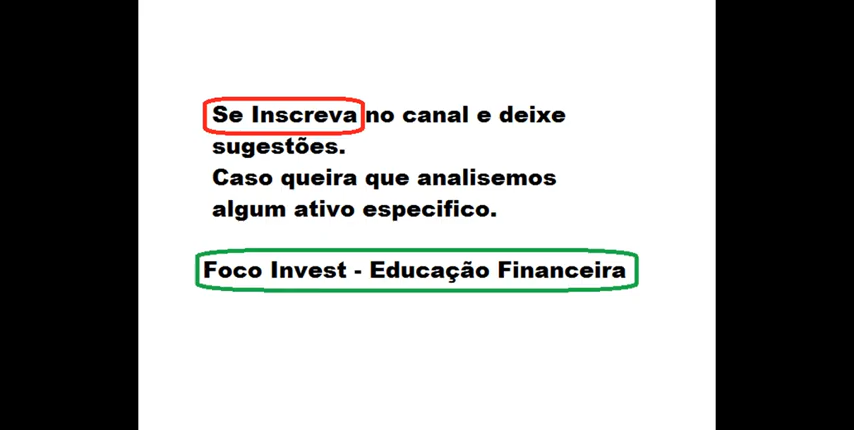 Se Inscreva no canal e deixe
sugestões.
Caso queira que analisemos
algum ativo especifico.
Foco Invest - Educação Financeira